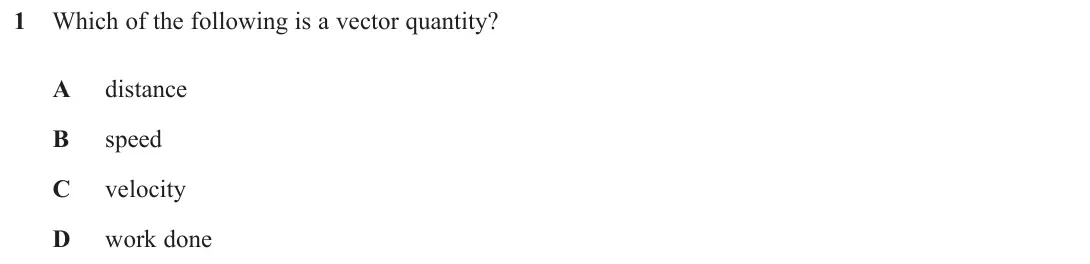 1 Which of the following is a vector quantity?
A distance
B speed
C velocity
D work done